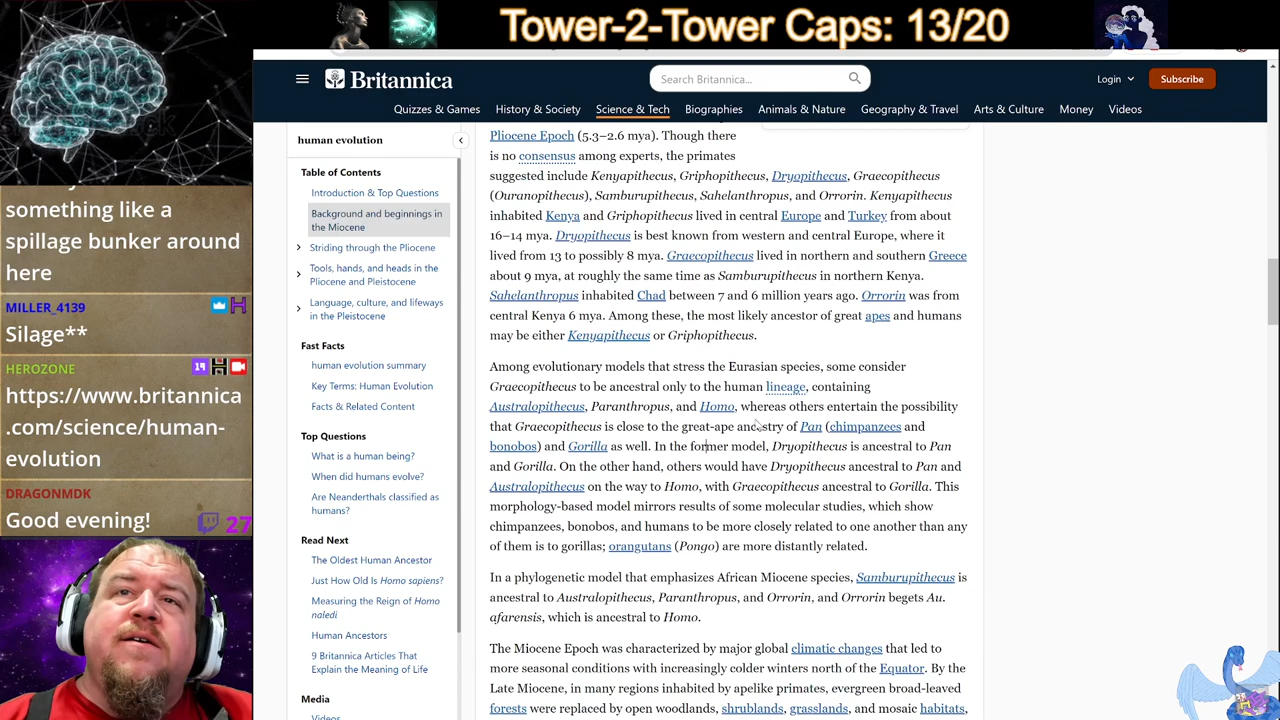 Tower-2-Tower Caps: 13/20
something like a
spillage bunker around
here
MILLER_4139
Silage**
HEROZONE
19
https://www.britannica
.com/science/human-
evolution
DRAGONMDK
Good evening!
27
Britannica
Search Britannica...
Login
Subscribe
Quizzes & Games
History & Society
Science & Tech
Biographies
Animals & Nature
Geography & Travel
Arts & Culture
Money
Videos
human evolution
Table of Contents
Introduction & Top Questions
Background and beginnings in
the Miocene
Striding through the Pliocene
Tools, hands, and heads in the
Pliocene and Pleistocene
Language, culture, and lifeways
in the Pleistocene
Fast Facts
human evolution summary
Key Terms: Human Evolution
Facts & Related Content
Top Questions
What is a human being?
When did humans evolve?
Are Neanderthals classified as
humans?
Read Next
The Oldest Human Ancestor
Just How Old Is Homo sapiens?
Measuring the Reign of Homo
naledi
Human Ancestors
9 Britannica Articles That
Explain the Meaning of Life
Media
Videos
Pliocene Epoch (5.3–2.6 mya). Though there
is no consensus among experts, the primates
suggested include Kenyapithecus, Griphopithecus, Dryopithecus, Graecopithecus
(Ouranopithecus), Samburupithecus, Sahelanthropus, and Orrorin. Kenyapithecus
inhabited Kenya and Griphopithecus lived in central Europe and Turkey from about
16–14 mya. Dryopithecus is best known from western and central Europe, where it
lived from 13 to possibly 8 mya. Graecopithecus lived in northern and southern Greece
about 9 mya, at roughly the same time as Samburupithecus in northern Kenya.
Sahelanthropus inhabited Chad between 7 and 6 million years ago. Orrorin was from
central Kenya 6 mya. Among these, the most likely ancestor of great apes and humans
may be either Kenyapithecus or Griphopithecus.
Among evolutionary models that stress the Eurasian species, some consider
Graecopithecus to be ancestral only to the human lineage, containing
Australopithecus, Paranthropus, and Homo, whereas others entertain the possibility
that Graecopithecus is close to the great-ape ancestry of Pan (chimpanzees and
bonobos) and Gorilla as well. In the former model, Dryopithecus is ancestral to Pan
and Gorilla. On the other hand, others would have Dryopithecus ancestral to Pan and
Australopithecus on the way to Homo, with Graecopithecus ancestral to Gorilla. This
morphology-based model mirrors results of some molecular studies, which show
chimpanzees, bonobos, and humans to be more closely related to one another than any
of them is to gorillas; orangutans (Pongo) are more distantly related.
In a phylogenetic model that emphasizes African Miocene species, Samburupithecus is
ancestral to Australopithecus, Paranthropus, and Orrorin, and Orrorin begets Au.
afarensis, which is ancestral to Homo.
The Miocene Epoch was characterized by major global climatic changes that led to
more seasonal conditions with increasingly colder winters north of the Equator. By the
Late Miocene, in many regions inhabited by apelike primates, evergreen broad-leaved
forests were replaced by open woodlands, shrublands, grasslands, and mosaic habitats,